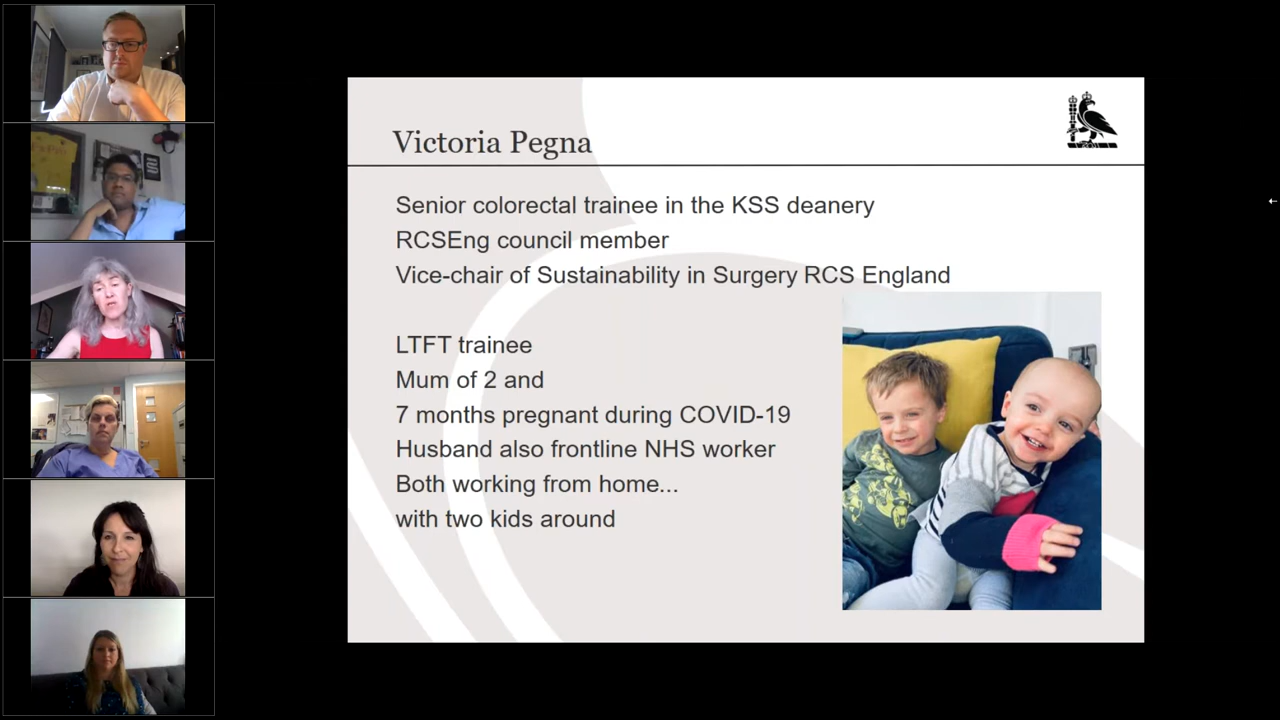 Victoria Pegna
Senior colorectal trainee in the KSS deanery
RCSEng council member
Vice-chair of Sustainability in Surgery RCS England
LTFT trainee
Mum of 2 and
7 months pregnant during COVID-19
Husband also frontline NHS worker
Both working from home...
with two kids around